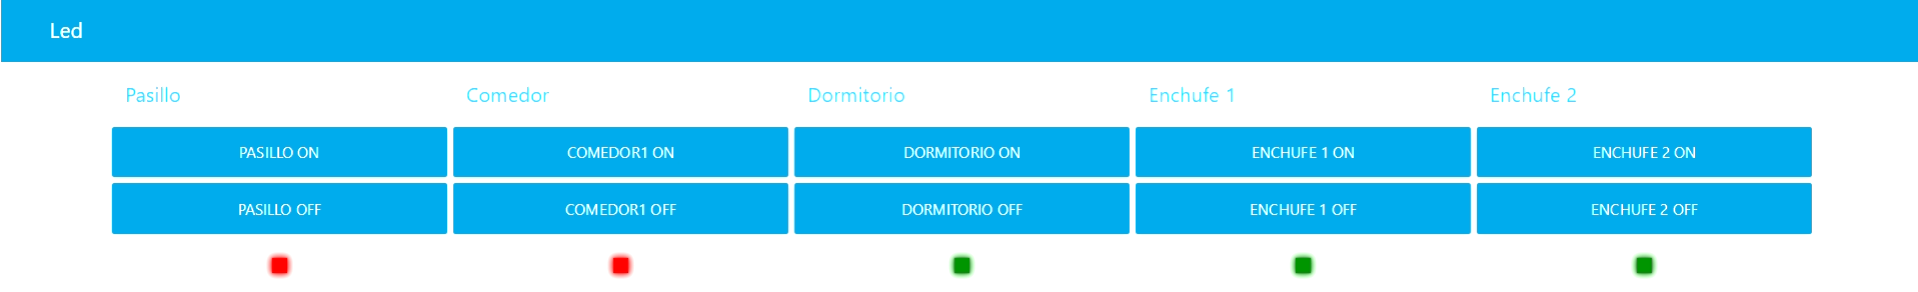 Led
Pasillo Comedor Dormitorio Enchufe 1 Enchufe 2
PASILLO ON COMEDOR1 ON DORMITORIO ON ENCHUFE 1 ON ENCHUFE 2 ON
PASILLO OFF COMEDOR1 OFF DORMITORIO OFF ENCHUFE 1 OFF ENCHUFE 2 OFF